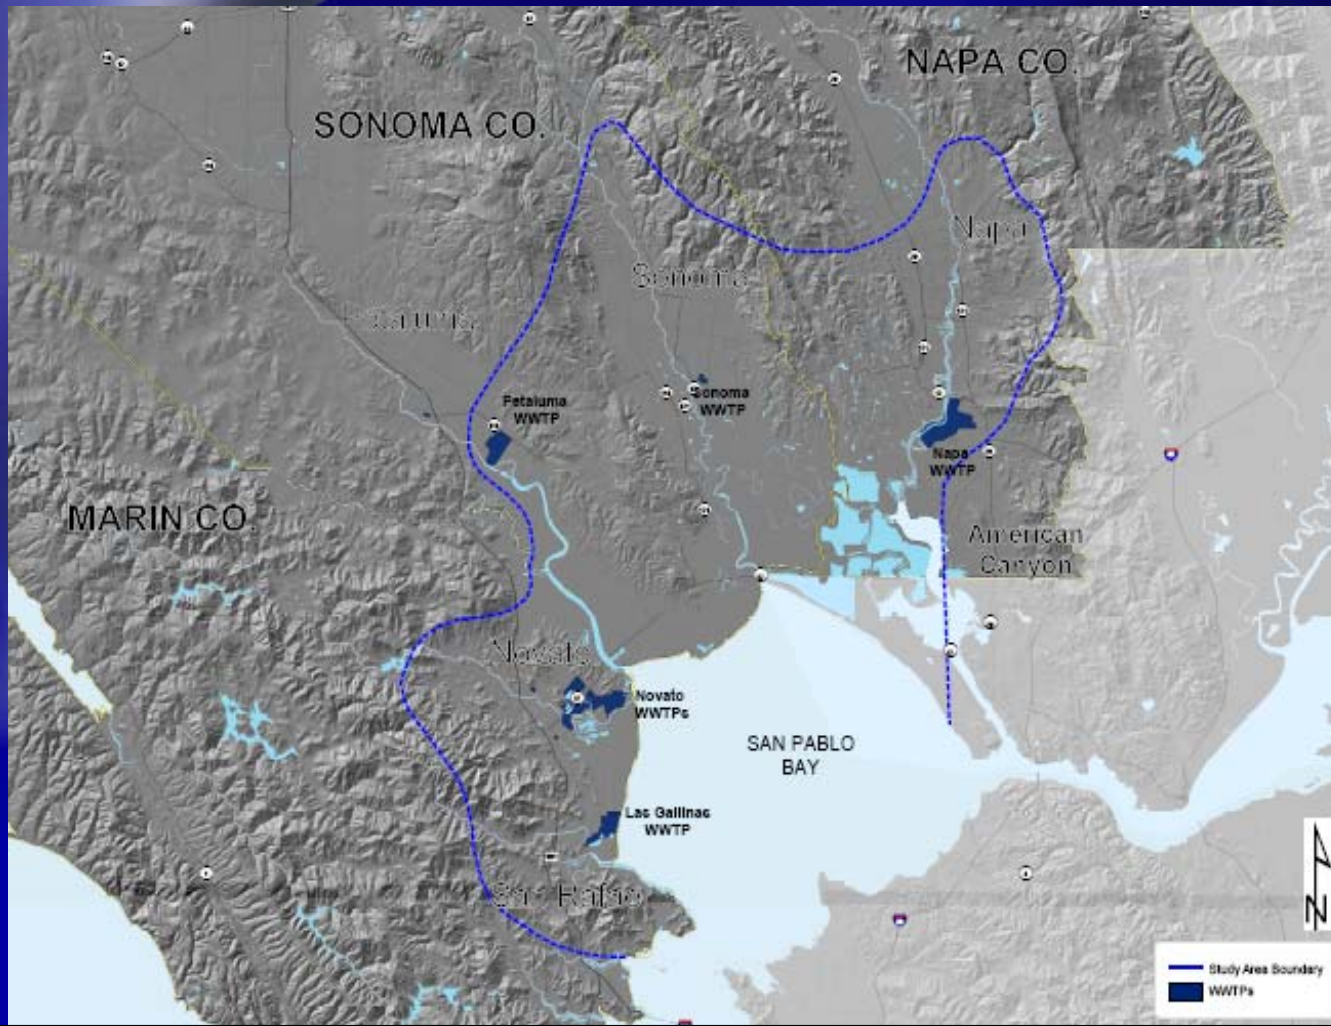 NAPA CO.
SONOMA CO.
Napa
Sonoma
Petaluma
WWTP
Sonoma
WWTP
Napa
WWTP
MARIN CO.
American
Canyon
Novato
Novato
WWTPs
SAN PABLO
BAY
Las Gallinas
WWTP
San Rafael
N
Study Area Boundary
WWTPs